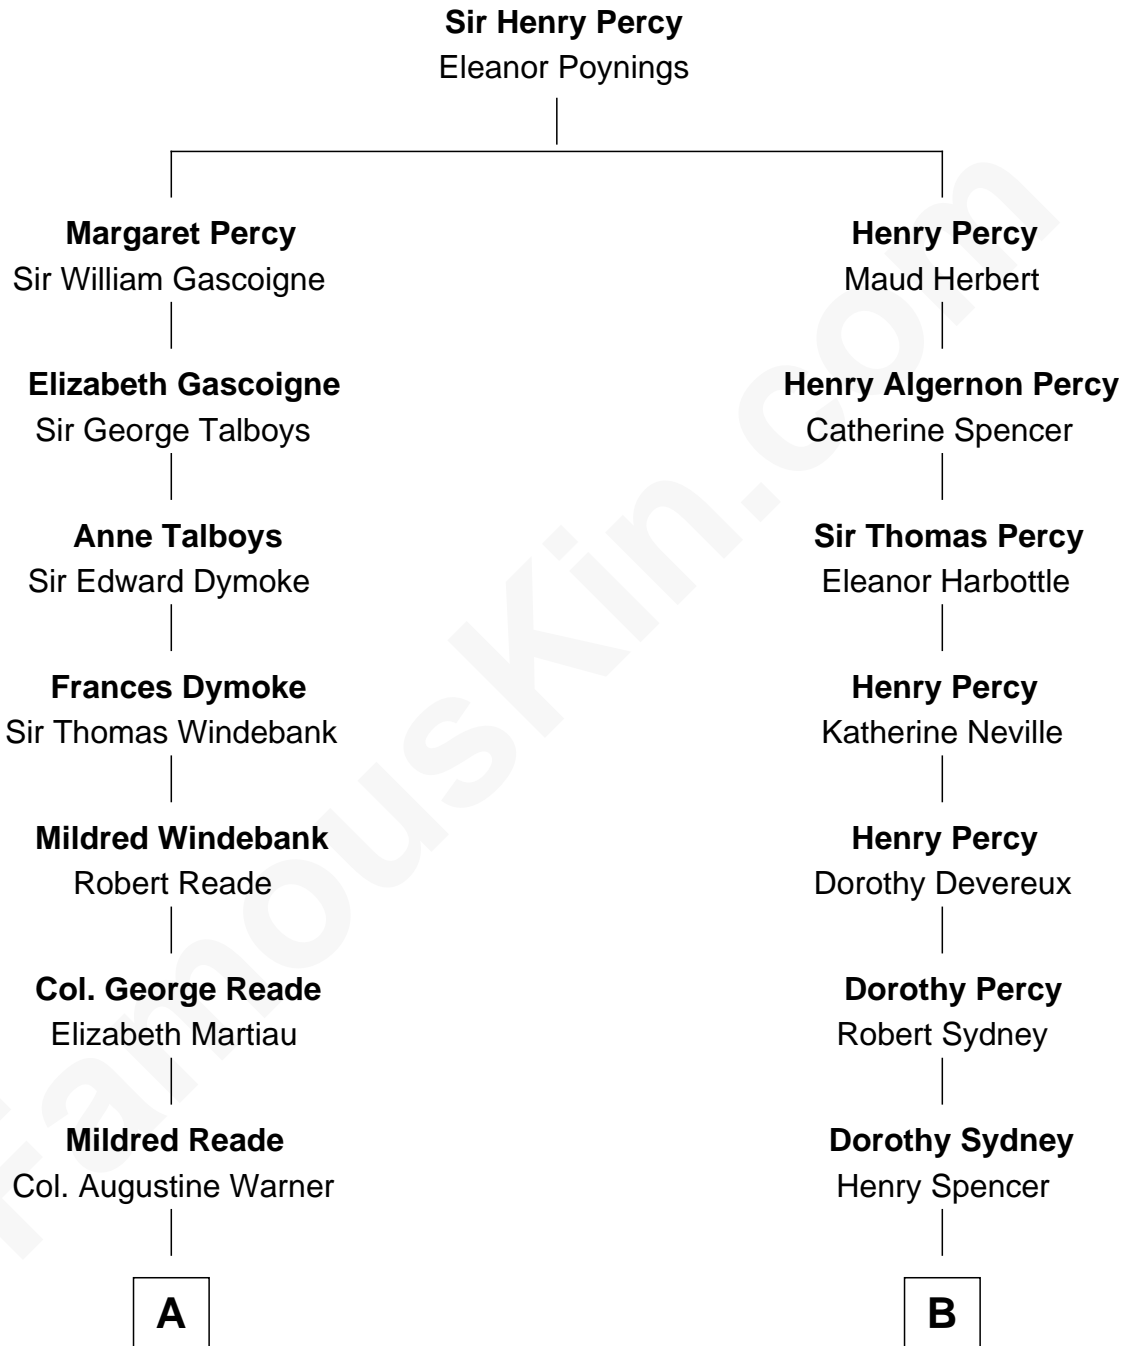 Sir Henry Percy
Eleanor Poynings
Margaret Percy
Sir William Gascoigne
Henry Percy
Maud Herbert
Elizabeth Gascoigne
Sir George Talboys
Henry Algernon Percy
Catherine Spencer
Anne Talboys
Sir Edward Dymoke
Sir Thomas Percy
Eleanor Harbottle
Frances Dymoke
Sir Thomas Windebank
Henry Percy
Katherine Neville
Mildred Windebank
Robert Reade
Henry Percy
Dorothy Devereux
Col. George Reade
Elizabeth Martiau
Dorothy Percy
Robert Sydney
Mildred Reade
Col. Augustine Warner
Dorothy Sydney
Henry Spencer
A
B
FamousKin.com